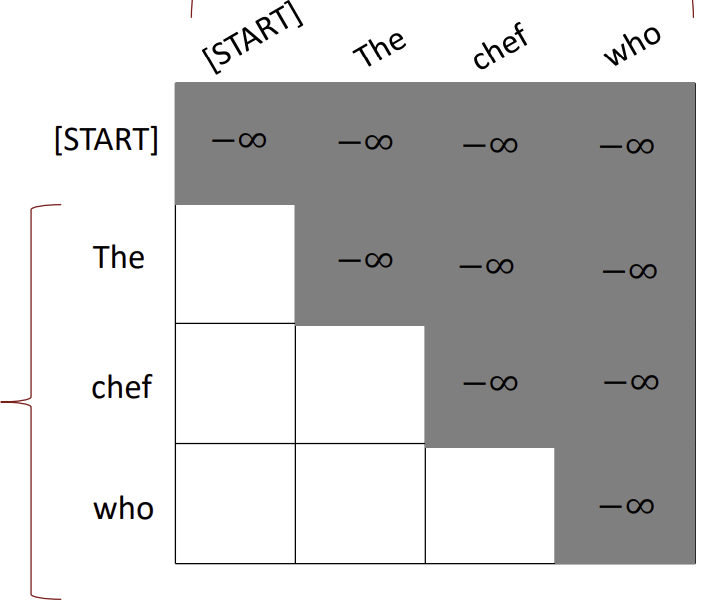 [START] The chef who
[START] −∞ −∞ −∞ −∞
The −∞ −∞ −∞
chef −∞ −∞
who −∞